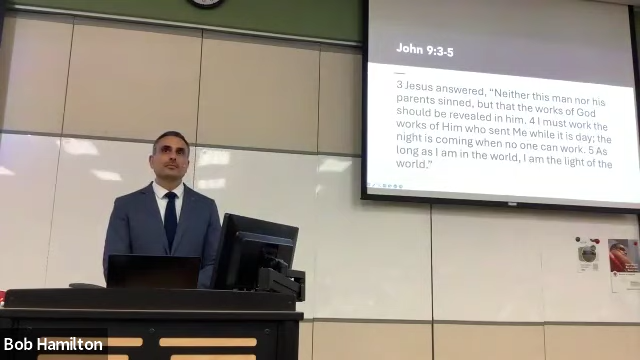 John 9:3-5
3 Jesus answered, "Neither this man nor his
parents sinned, but that the works of God
should be revealed in him. 4 I must work the
works of Him who sent Me while it is day; the
night is coming when no one can work. 5 As
long as I am in the world, I am the light of the
world."
Bob Hamilton